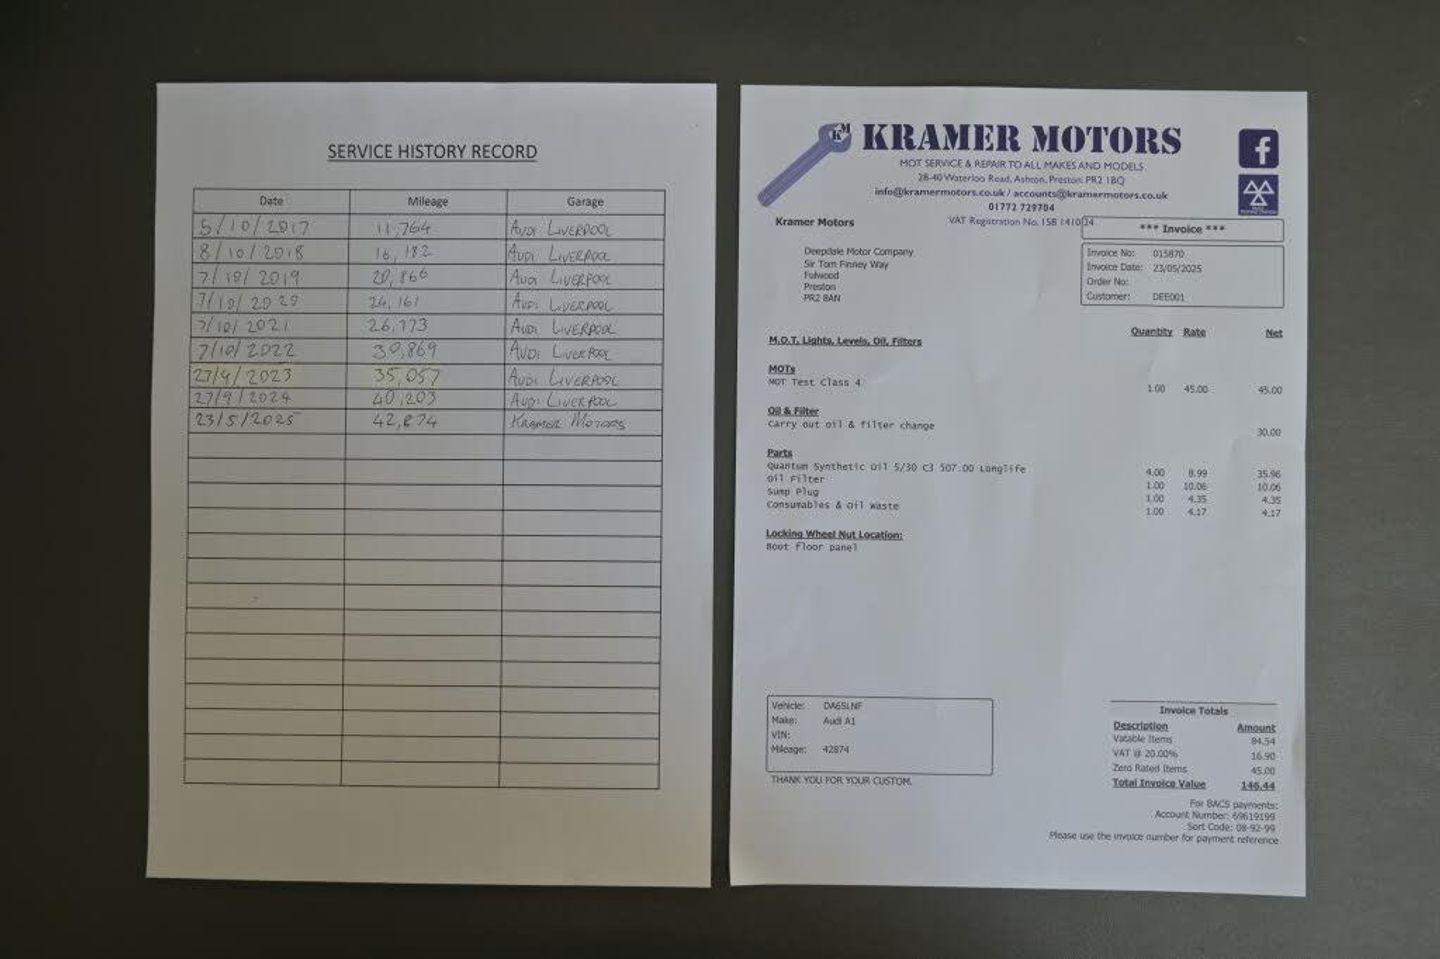 SERVICE HISTORY RECORD
Date Mileage Garage
5/10/2017 11,764 AUDI LIVERPOOL
8/10/2018 16,182 AUDI LIVERPOOL
7/10/2019 20,866 AUDI LIVERPOOL
7/10/2020 24,161 AUDI LIVERPOOL
7/10/2021 26,773 AUDI LIVERPOOL
7/10/2022 30,869 AUDI LIVERPOOL
27/9/2023 35,057 AUDI LIVERPOOL
27/9/2024 40,203 AUDI LIVERPOOL
23/5/2025 42,874 KRAMER MOTORS
KM KRAMER MOTORS
MOT SERVICE & REPAIR TO ALL MAKES AND MODELS
28-40 Waterloo Road, Ashton, Preston PR2 1BQ
info@kramermotors.co.uk / accounts@kramermotors.co.uk
01772 729704
VAT Registration No. 158 1410 24
Kramer Motors
*** Invoice ***
Deepdale Motor Company
Sir Tom Finney Way
Fulwood
Preston
PR2 8AN
Invoice No: 015870
Invoice Date: 23/05/2025
Order No:
Customer: DEE001
M.O.T, Lights, Levels, Oil, Filters Quantity Rate Net
MOTs
MOT Test Class 4 1.00 45.00 45.00
Oil & Filter
Carry out oil & filter change 30.00
Parts
Quantum Synthetic Oil 5/30 C3 507.00 Longlife 4.00 8.99 35.96
Oil Filter 1.00 10.06 10.06
Sump Plug 1.00 4.35 4.35
Consumables & Oil Waste 1.00 4.17 4.17
Locking Wheel Nut Location:
Boot floor panel
Vehicle: DA65LNF
Make: Audi A1
VIN:
Mileage: 42874
THANK YOU FOR YOUR CUSTOM.
Invoice Totals
Description Amount
Vatable Items 84.54
VAT @ 20.00% 16.90
Zero Rated Items 45.00
Total Invoice Value 146.44
For BACS payments:
Account Number: 69619199
Sort Code: 08-92-99
Please use the invoice number for payment reference